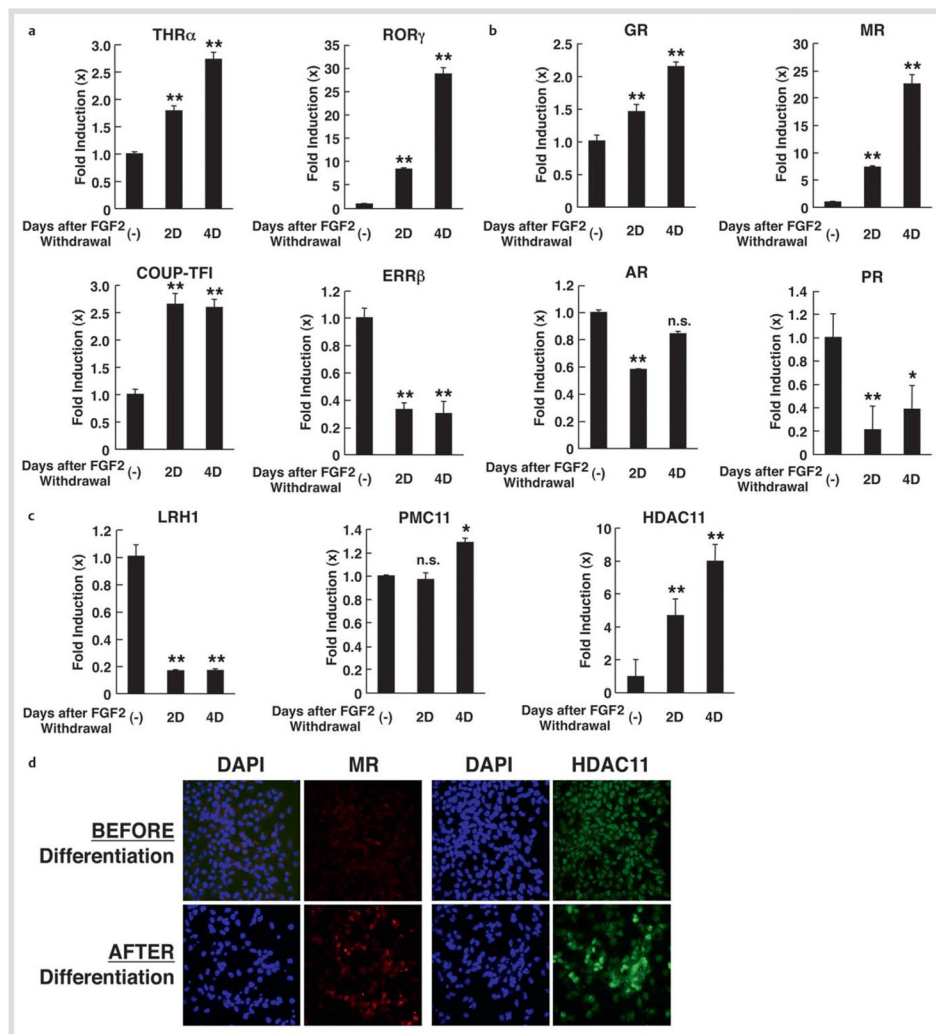 a
THRα
Fold Induction (x)
3.0
2.5
2.0
1.5
1.0
0.5
**
**
Days after FGF2
Withdrawal
(-) 2D 4D
RORγ
Fold Induction (x)
35
30
25
20
15
10
5
0
**
**
(-) 2D 4D
b
GR
Fold Induction (x)
2.5
2.0
1.5
1.0
0.5
0
**
**
Days after FGF2
Withdrawal
(-) 2D 4D
MR
Fold Induction (x)
30
25
20
15
10
5
0
**
**
(-) 2D 4D
COUP-TFI
Fold Induction (x)
3.0
2.5
2.0
1.5
1.0
0.5
0
** **
Days after FGF2
Withdrawal
(-) 2D 4D
ERRβ
Fold Induction (x)
1.2
1.0
0.8
0.6
0.4
0.2
0
** **
Days after FGF2
Withdrawal
(-) 2D 4D
AR
Fold Induction (x)
1.2
1.0
0.8
0.6
0.4
0.2
0
**
n.s.
Days after FGF2
Withdrawal
(-) 2D 4D
PR
Fold Induction (x)
1.4
1.2
1.0
0.8
0.6
0.4
0.2
0
**
*
Days after FGF2
Withdrawal
(-) 2D 4D
c
LRH1
Fold Induction (x)
1.2
1.0
0.8
0.6
0.4
0.2
0
** **
Days after FGF2
Withdrawal
(-) 2D 4D
PMC11
Fold Induction (x)
1.4
1.2
1.0
0.8
0.6
0.4
0.2
0
n.s.
*
Days after FGF2
Withdrawal
(-) 2D 4D
HDAC11
Fold Induction (x)
10
8
6
4
2
0
**
**
Days after FGF2
Withdrawal
(-) 2D 4D
d
DAPI MR DAPI HDAC11
BEFORE
Differentiation
AFTER
Differentiation